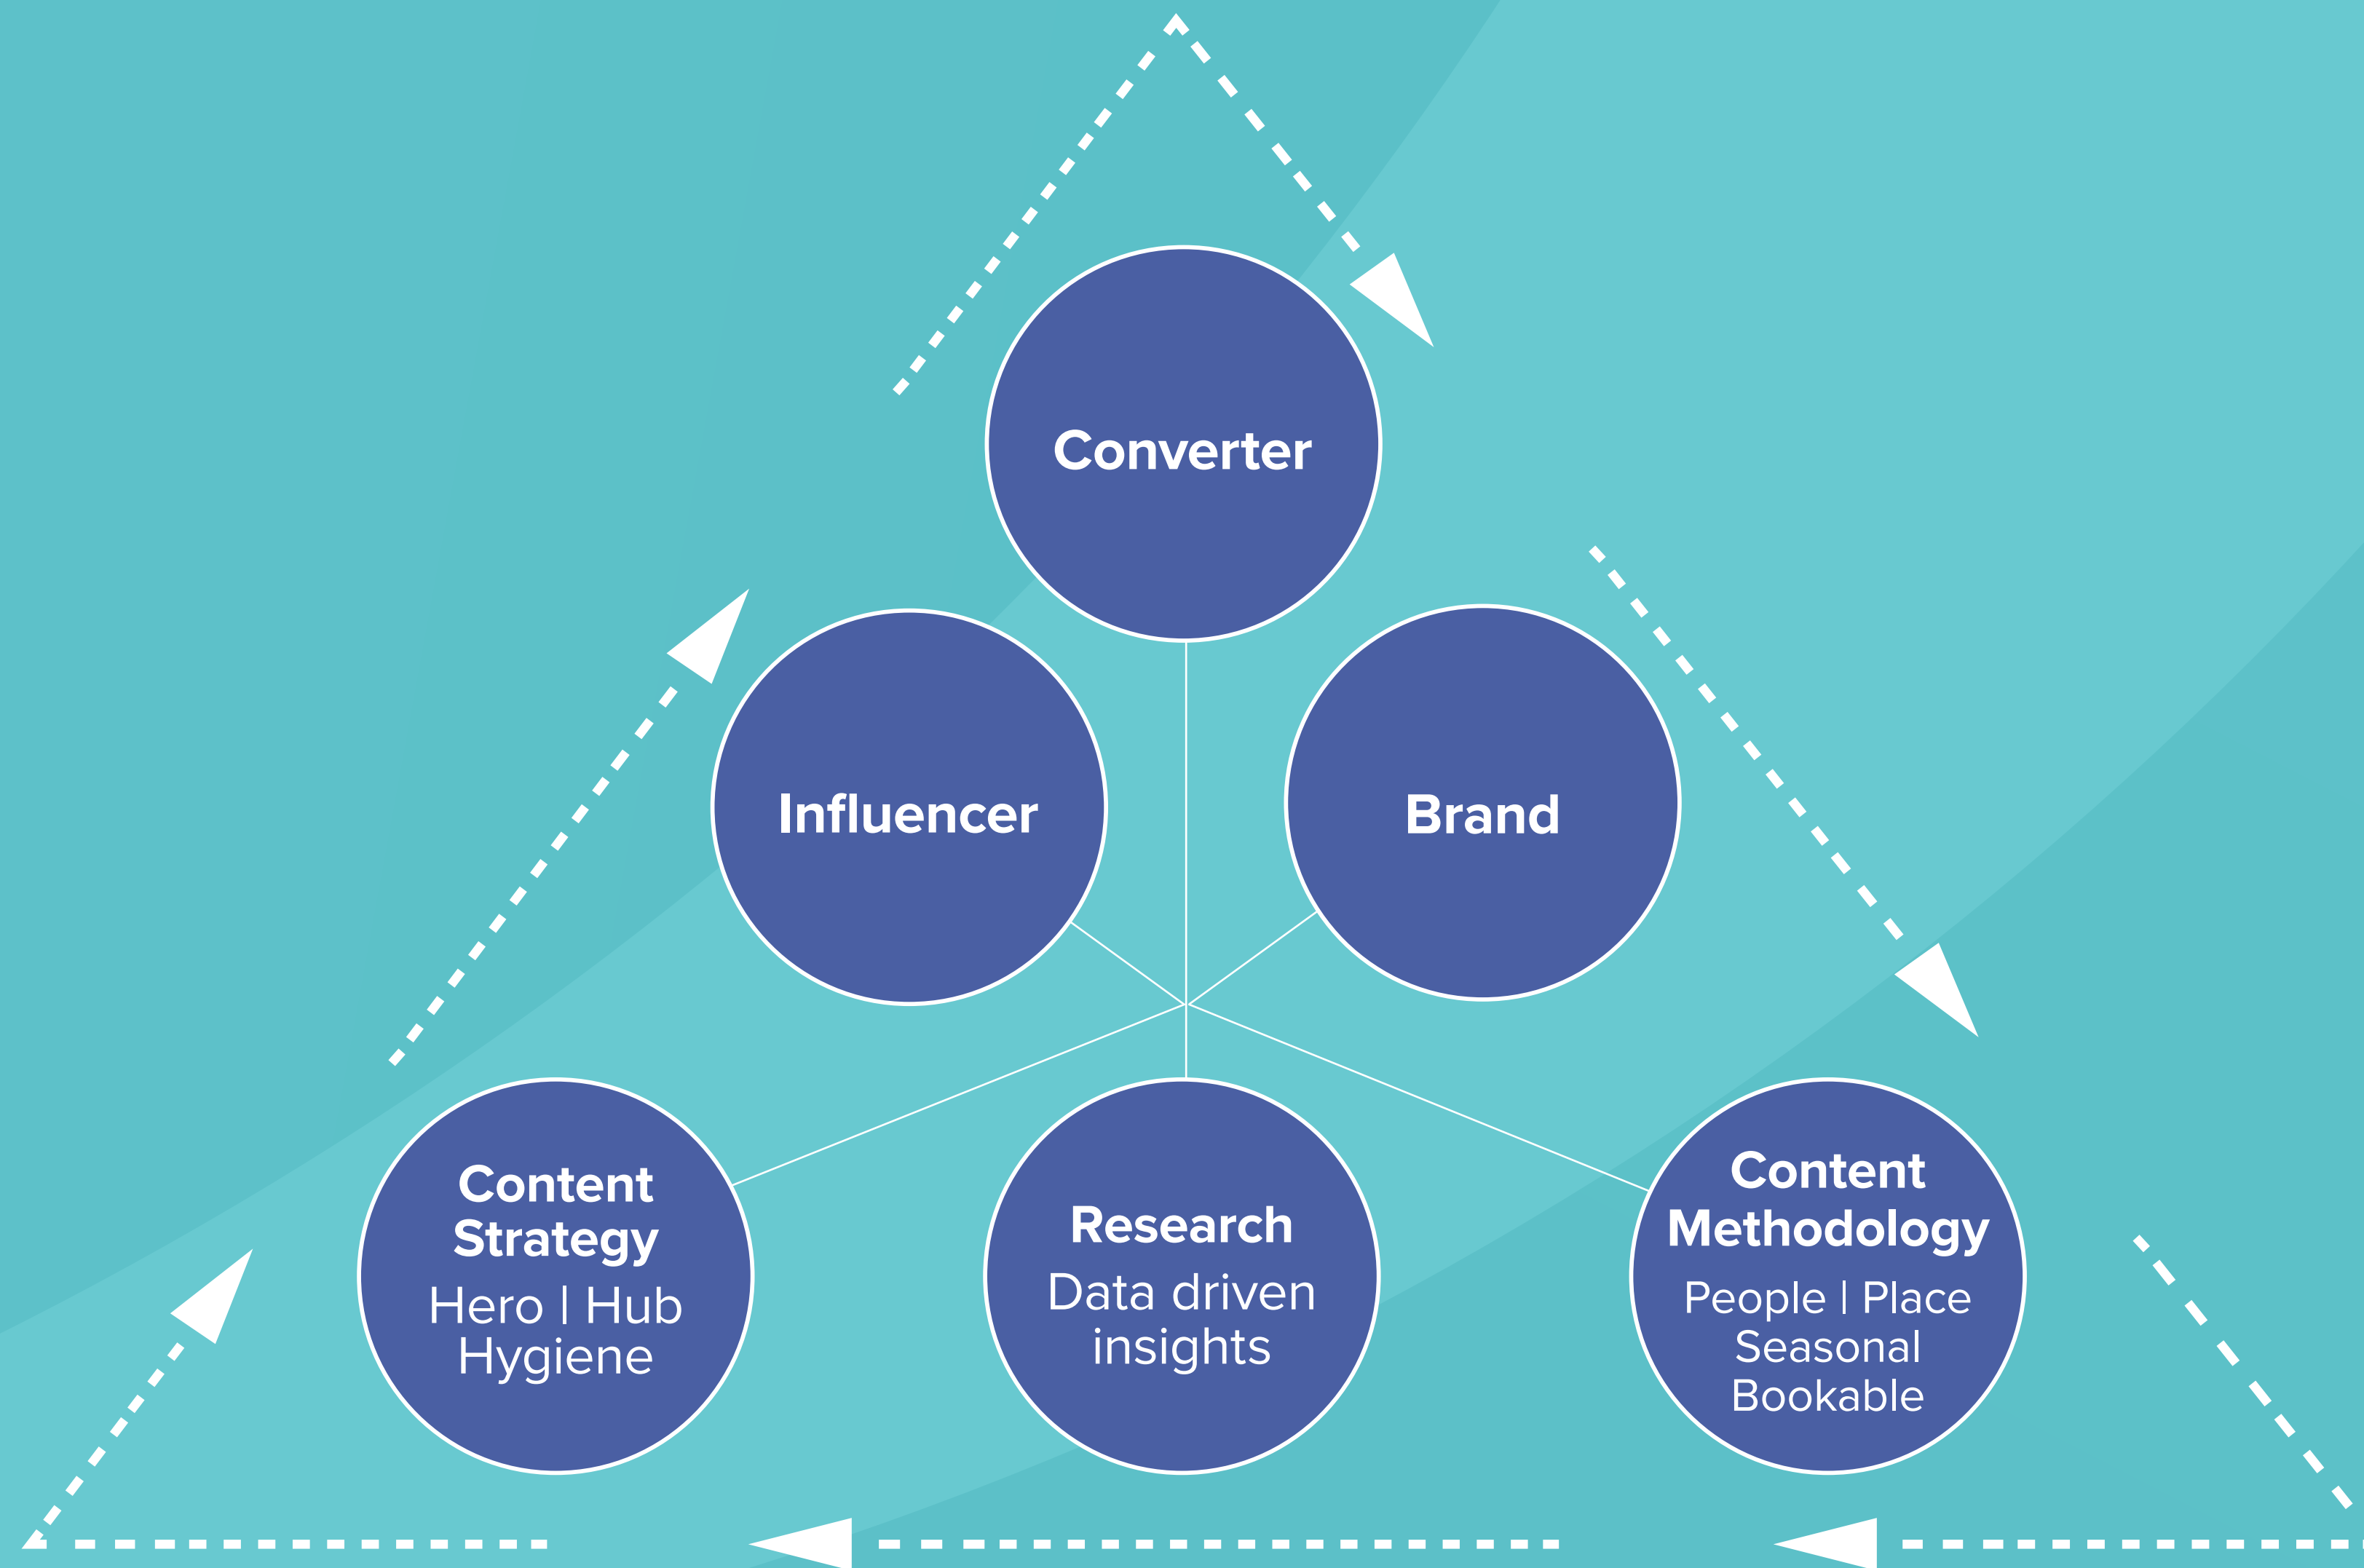 Converter
Influencer
Brand
Content
Strategy
Hero | Hub
Hygiene
Research
Data driven
insights
Content
Methodology
People | Place
Seasonal
Bookable